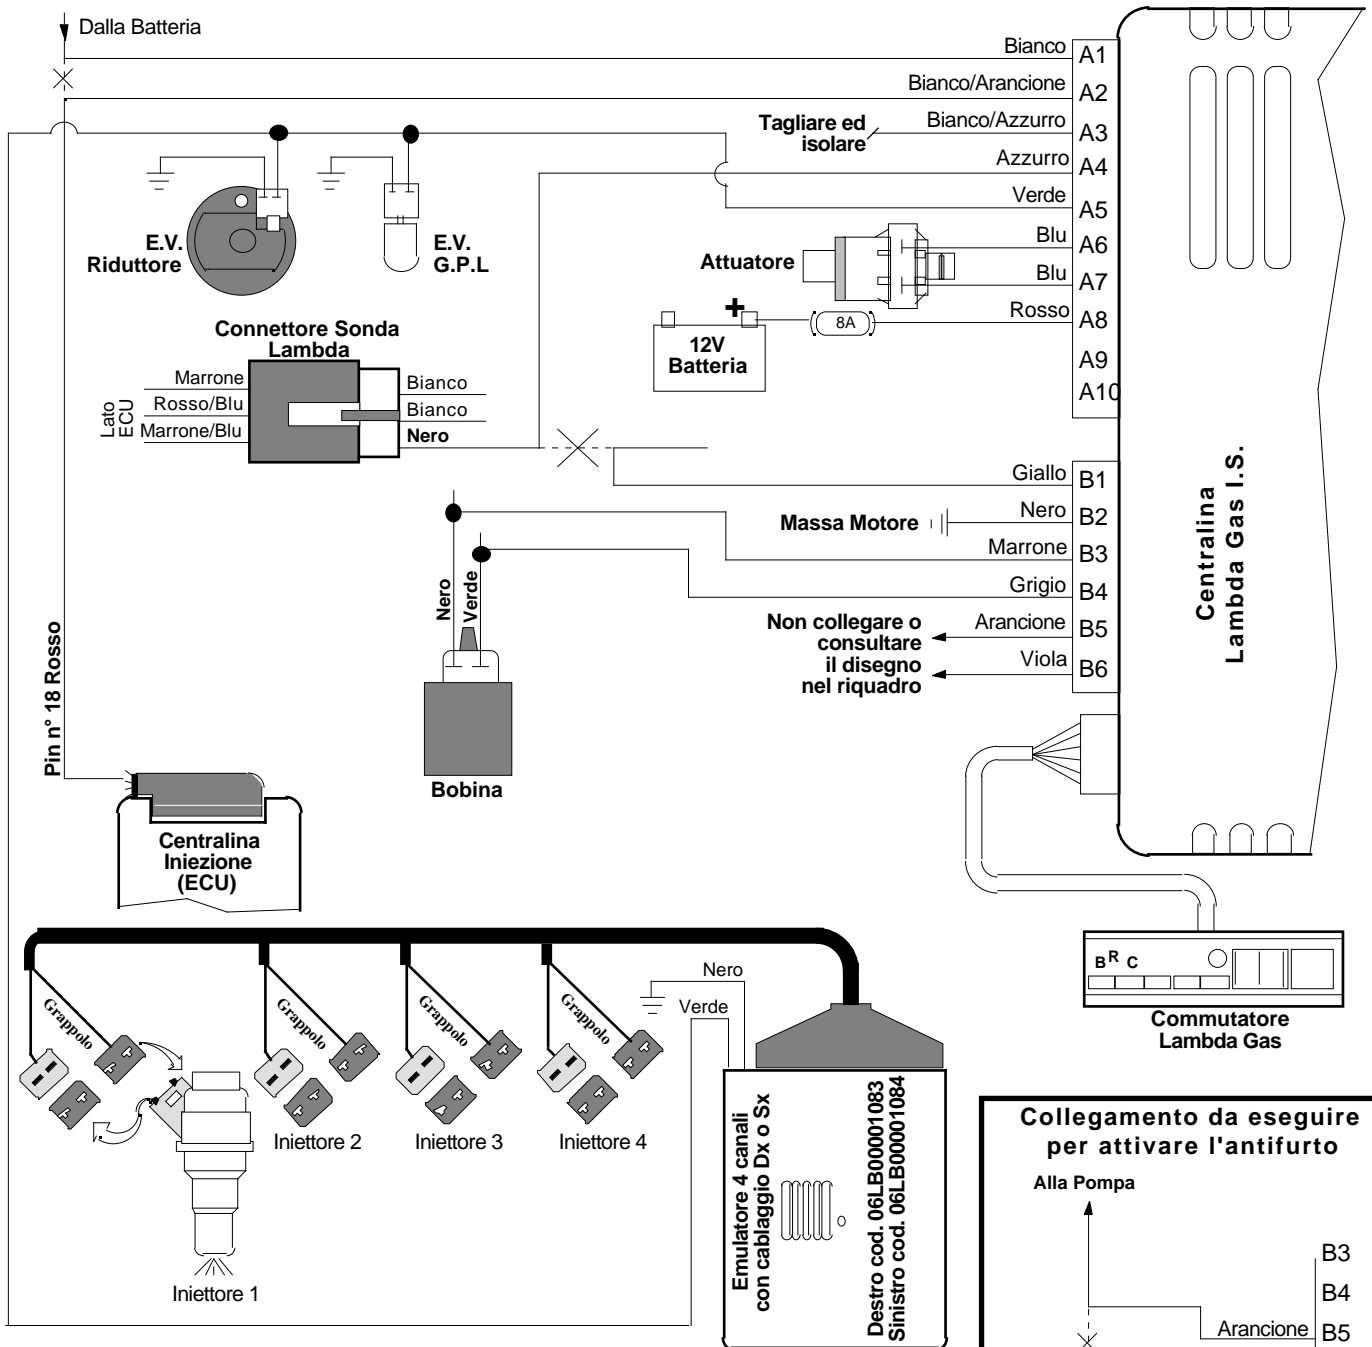 Dalla Batteria
Bianco A1
Bianco/Arancione A2
Tagliare ed
isolare
Bianco/Azzurro A3
Azzurro A4
Verde A5
Blu A6
Blu A7
Rosso A8
A9
A10
E.V.
Riduttore
E.V.
G.P.L
Attuatore
+
8A
12V
Batteria
Connettore Sonda
Lambda
Marrone
Rosso/Blu
Marrone/Blu
Lato
ECU
Bianco
Bianco
Nero
Giallo B1
Massa Motore
Nero B2
Marrone B3
Grigio B4
Arancione B5
Viola B6
Non collegare o
consultare
il disegno
nel riquadro
Centralina
Lambda Gas I.S.
Nero
Verde
Bobina
Pin n° 18 Rosso
Centralina
Iniezione
(ECU)
B R C
Commutatore
Lambda Gas
Nero
Verde
Grappolo
Grappolo
Grappolo
Grappolo
Iniettore 1
Iniettore 2
Iniettore 3
Iniettore 4
Emulatore 4 canali
con cablaggio Dx o Sx
Destro cod. 06LB00001083
Sinistro cod. 06LB00001084
Collegamento da eseguire
per attivare l'antifurto
Alla Pompa
B3
B4
Arancione B5